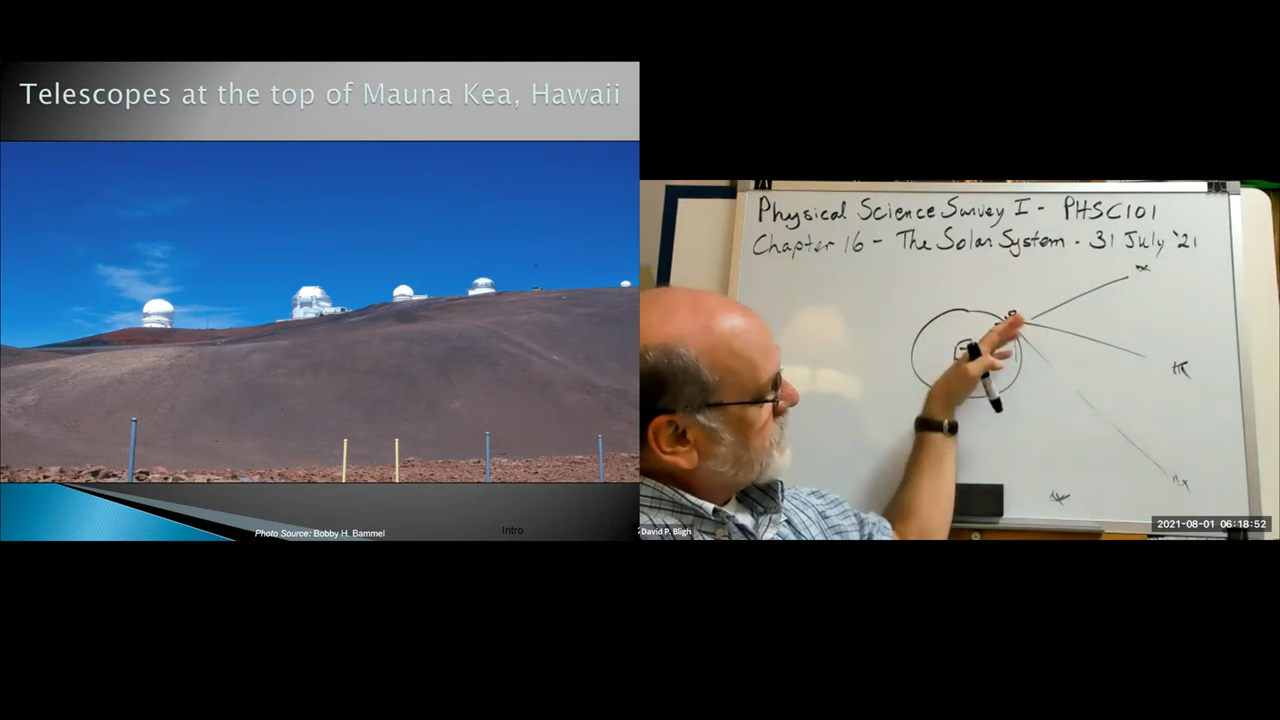 Telescopes at the top of Mauna Kea, Hawaii
Photo Source: Bobby H. Bammel
Intro
Physical Science Survey I - PHSC101
Chapter 16 - The Solar System - 31 July '21
David P. Bligh
2021-08-01 06:18:52